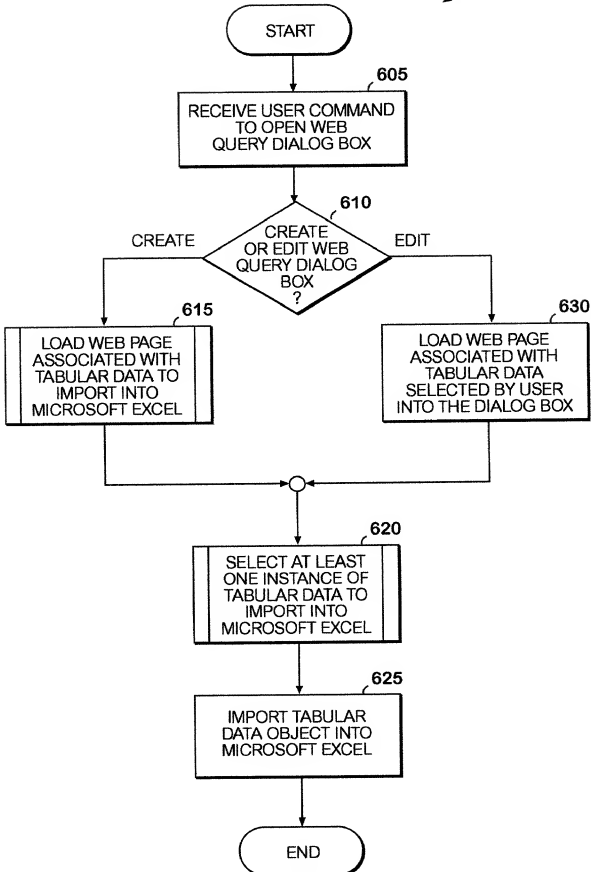 START
605
RECEIVE USER COMMAND
TO OPEN WEB
QUERY DIALOG BOX
610
CREATE
OR EDIT WEB
QUERY DIALOG
BOX
?
CREATE
EDIT
615
LOAD WEB PAGE
ASSOCIATED WITH
TABULAR DATA TO
IMPORT INTO
MICROSOFT EXCEL
630
LOAD WEB PAGE
ASSOCIATED WITH
TABULAR DATA
SELECTED BY USER
INTO THE DIALOG BOX
620
SELECT AT LEAST
ONE INSTANCE OF
TABULAR DATA TO
IMPORT INTO
MICROSOFT EXCEL
625
IMPORT TABULAR
DATA OBJECT INTO
MICROSOFT EXCEL
END